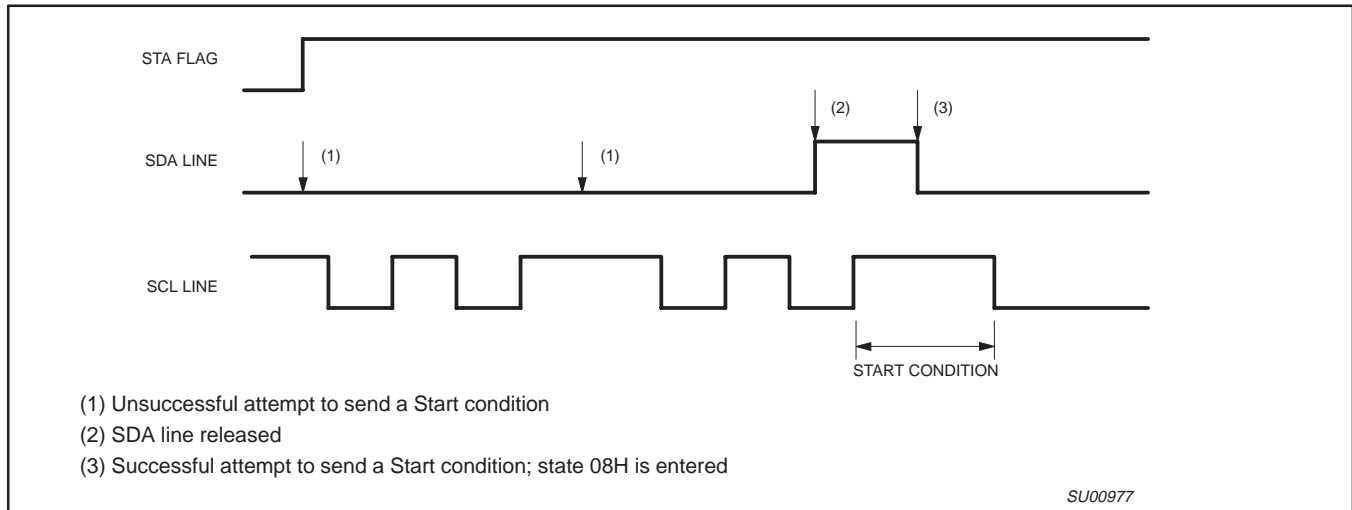 STA FLAG
(2) (3)
SDA LINE (1) (1)
SCL LINE
START CONDITION
(1) Unsuccessful attempt to send a Start condition
(2) SDA line released
(3) Successful attempt to send a Start condition; state 08H is entered
SU00977